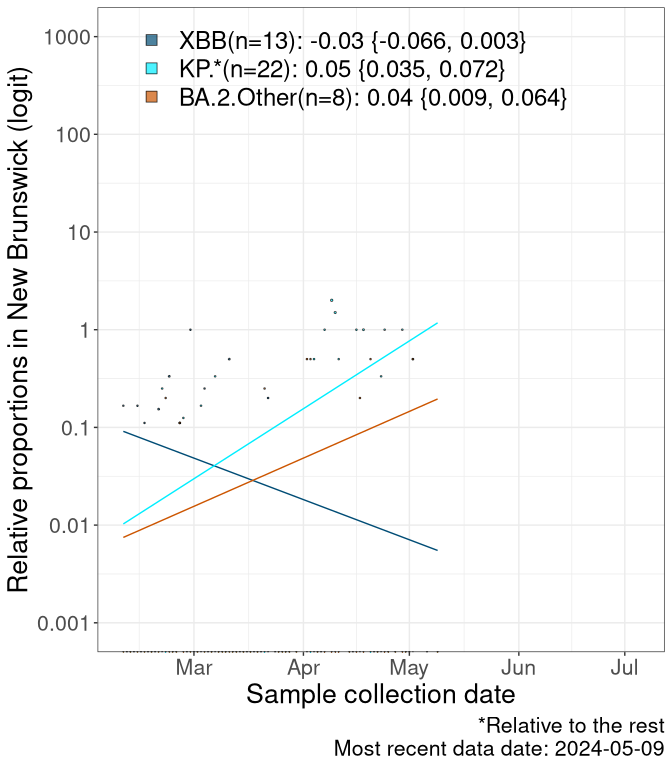 XBB(n=13): -0.03 {-0.066, 0.003}
KP.*(n=22): 0.05 {0.035, 0.072}
BA.2.Other(n=8): 0.04 {0.009, 0.064}
Relative proportions in New Brunswick (logit)
1000
100
10
1
0.1
0.01
0.001
Mar Apr May Jun Jul
Sample collection date
*Relative to the rest
Most recent data date: 2024-05-09